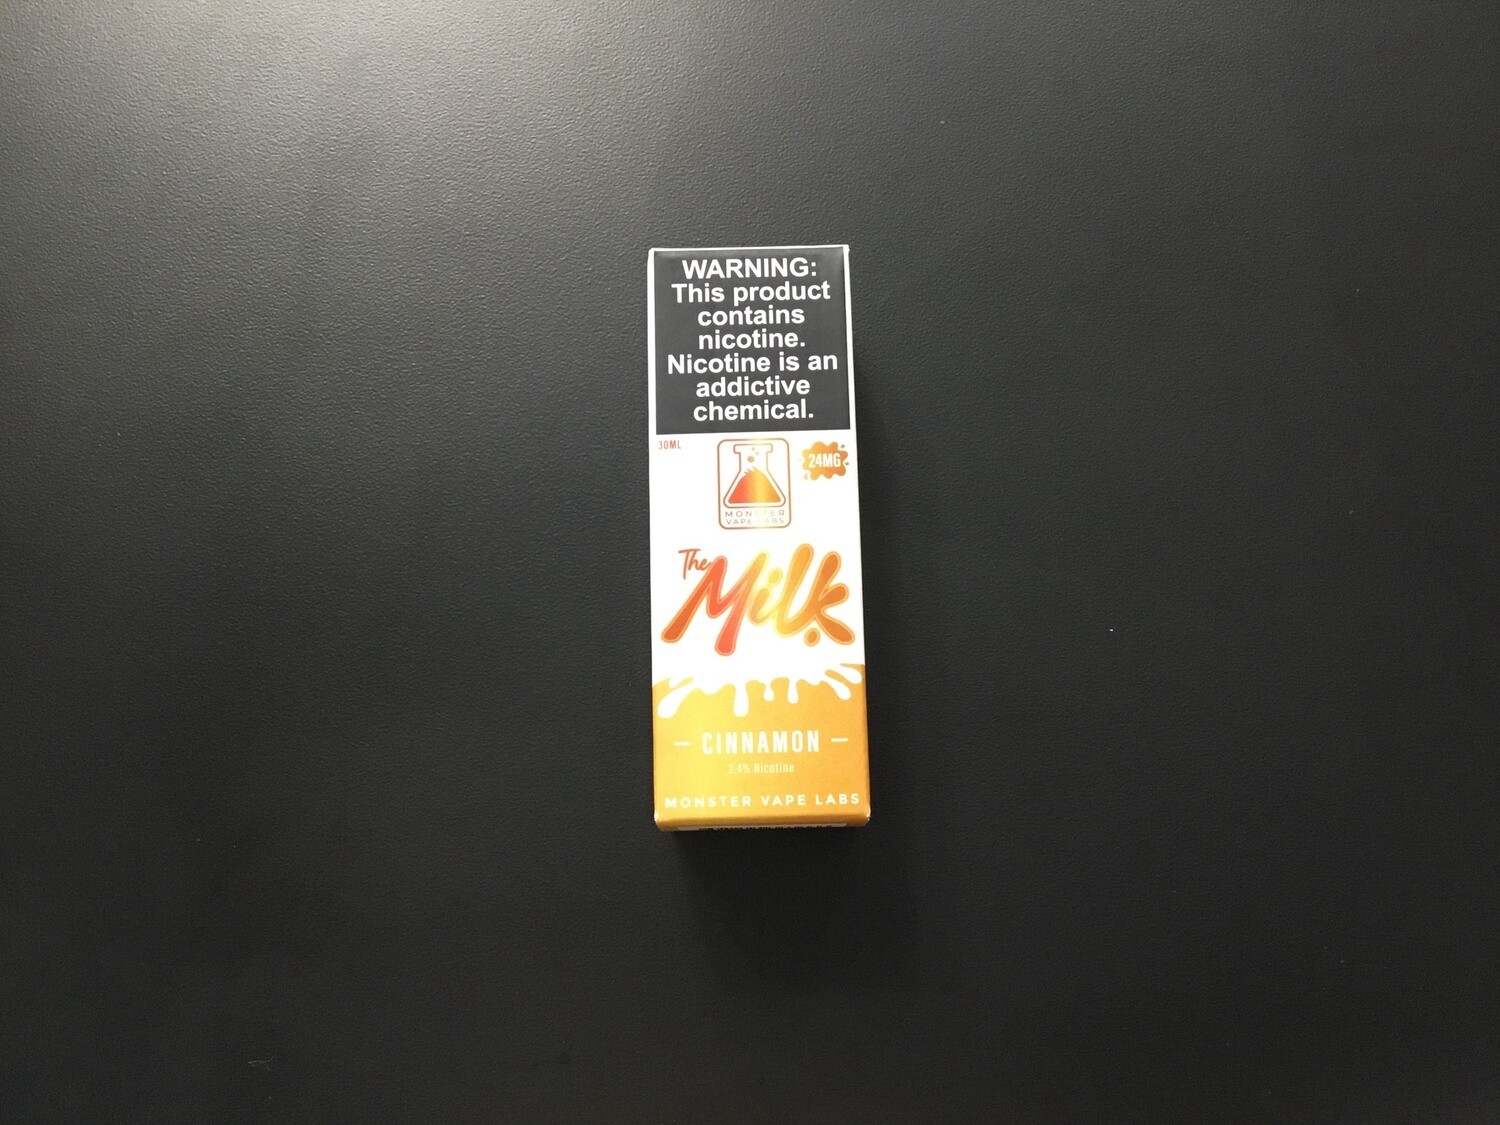 WARNING:
This product
contains
nicotine.
Nicotine is an
addictive
chemical.
30ML
24MG
MONSTER
VAPE LABS
The
Milk
CINNAMON
2.4% Nicotine
MONSTER VAPE LABS